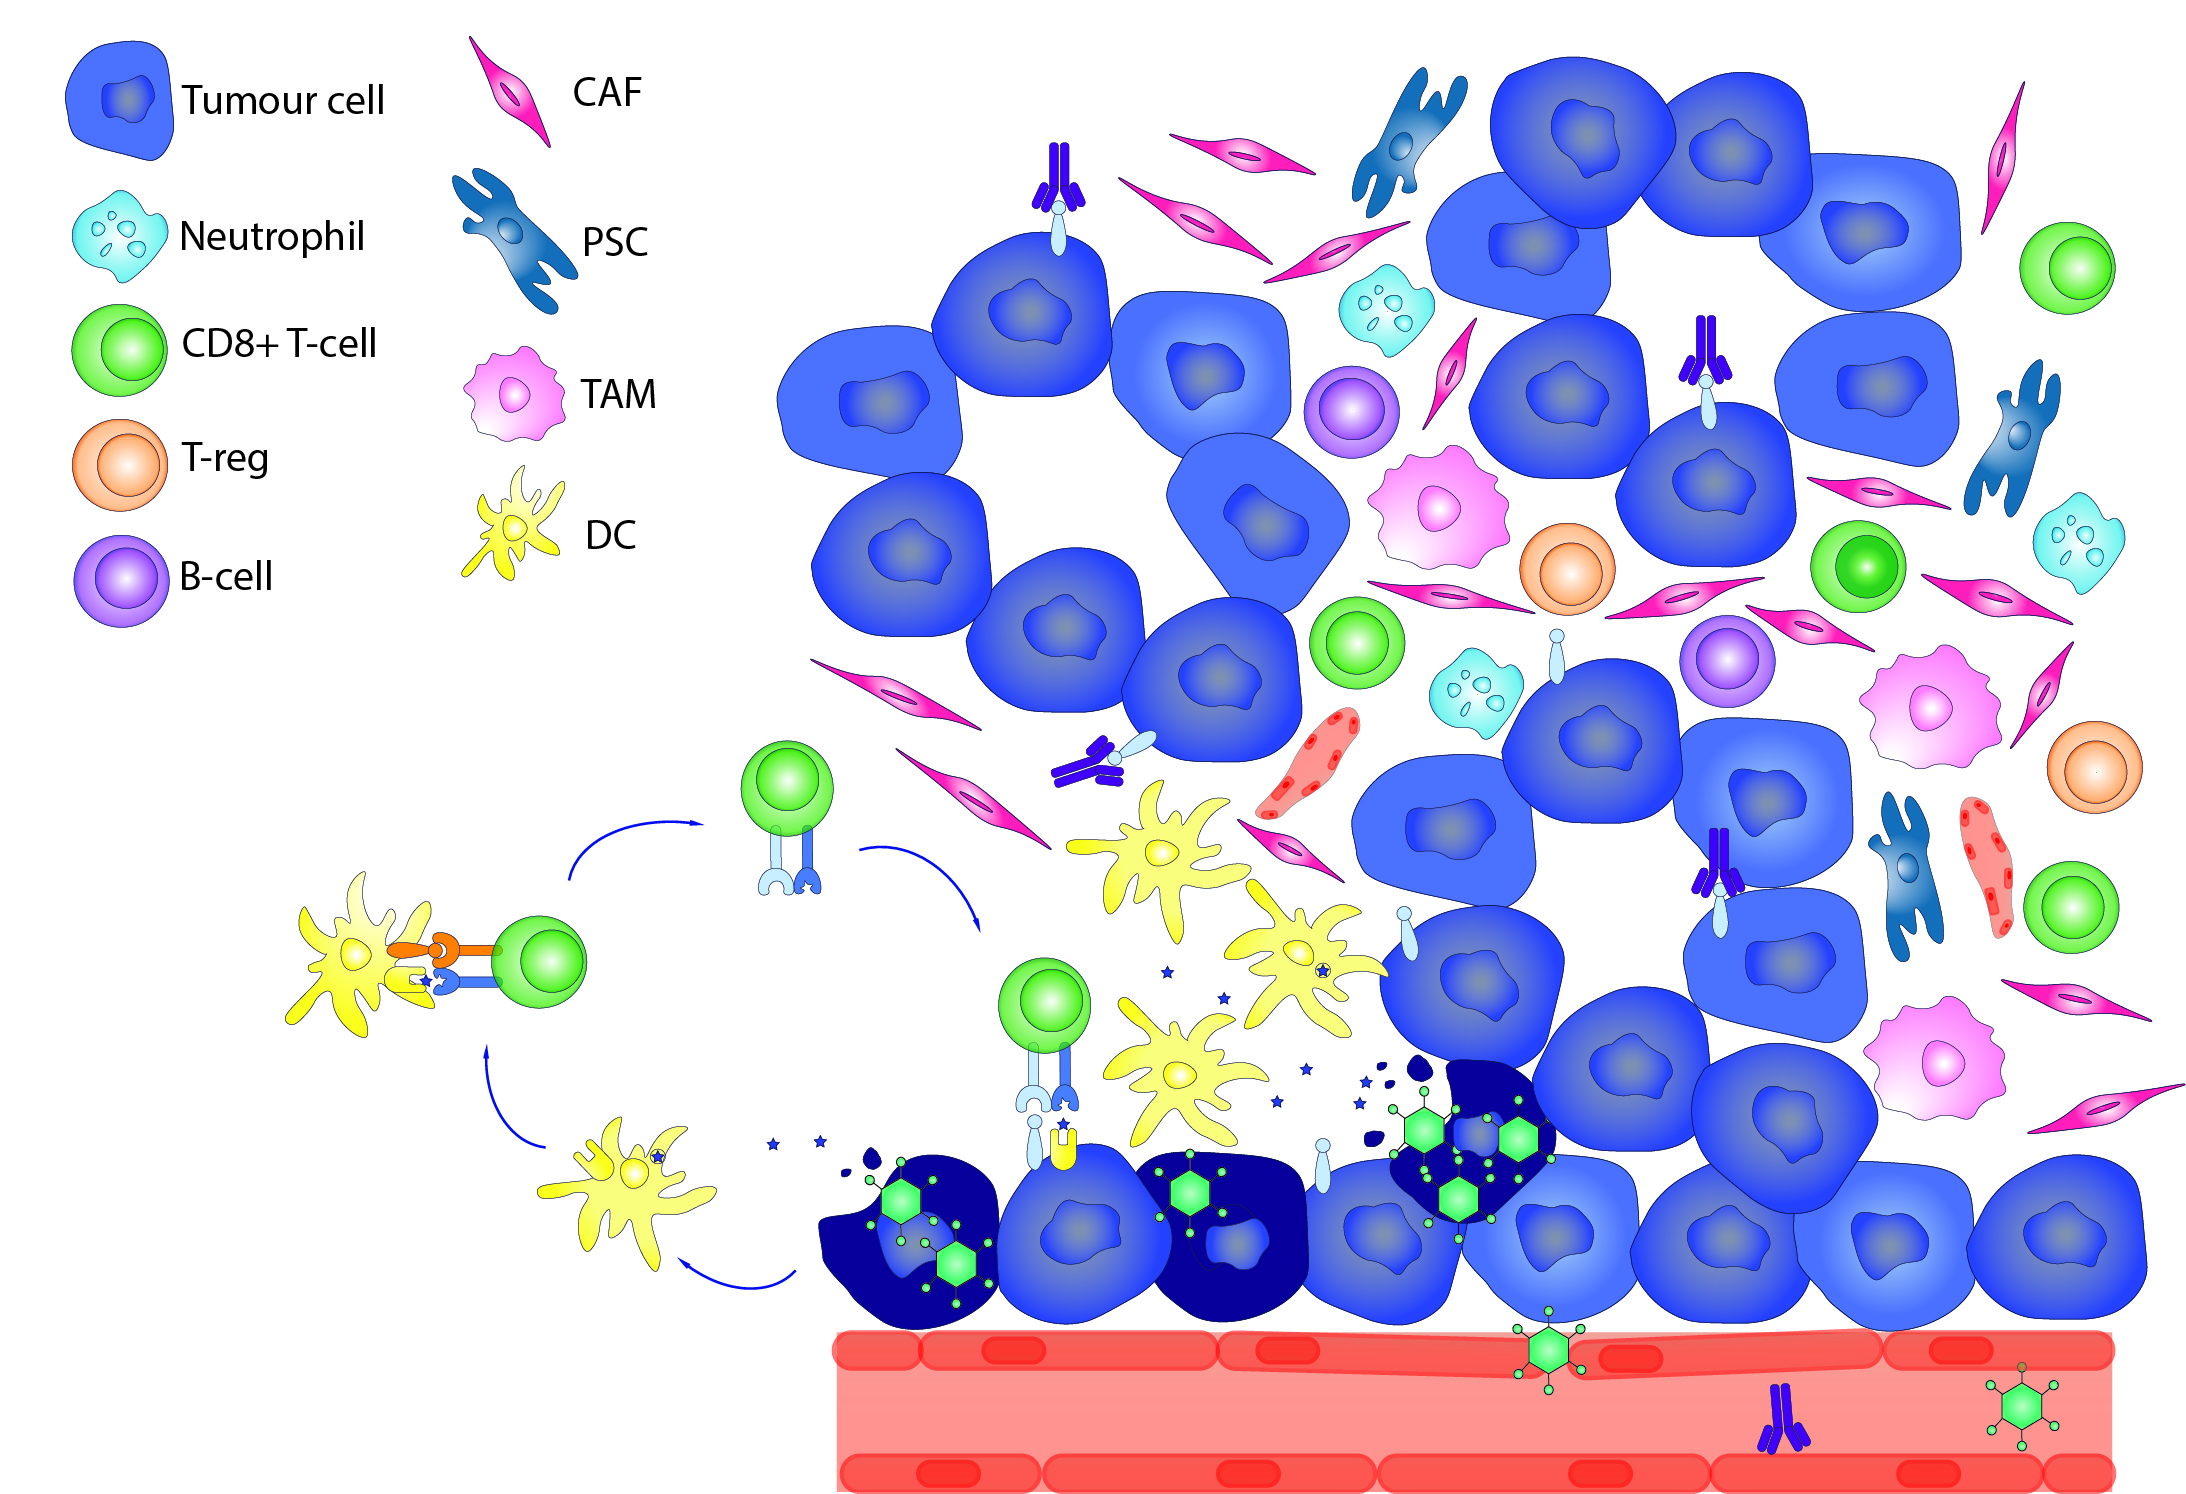 Tumour cell
Neutrophil
CD8+ T-cell
T-reg
B-cell
CAF
PSC
TAM
DC